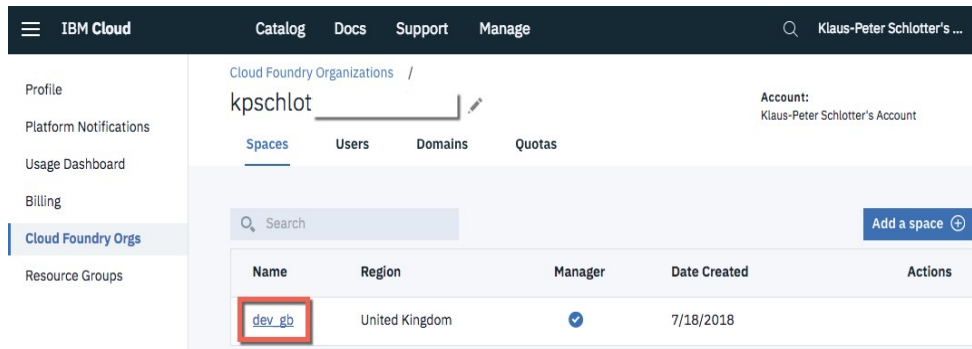 IBM Cloud Catalog Docs Support Manage Klaus-Peter Schlotter's ...
Profile
Platform Notifications
Usage Dashboard
Billing
Cloud Foundry Orgs
Resource Groups
Cloud Foundry Organizations /
kpschlot
Account:
Klaus-Peter Schlotter's Account
Spaces Users Domains Quotas
Search
Add a space
Name Region Manager Date Created Actions
dev_gb United Kingdom 7/18/2018